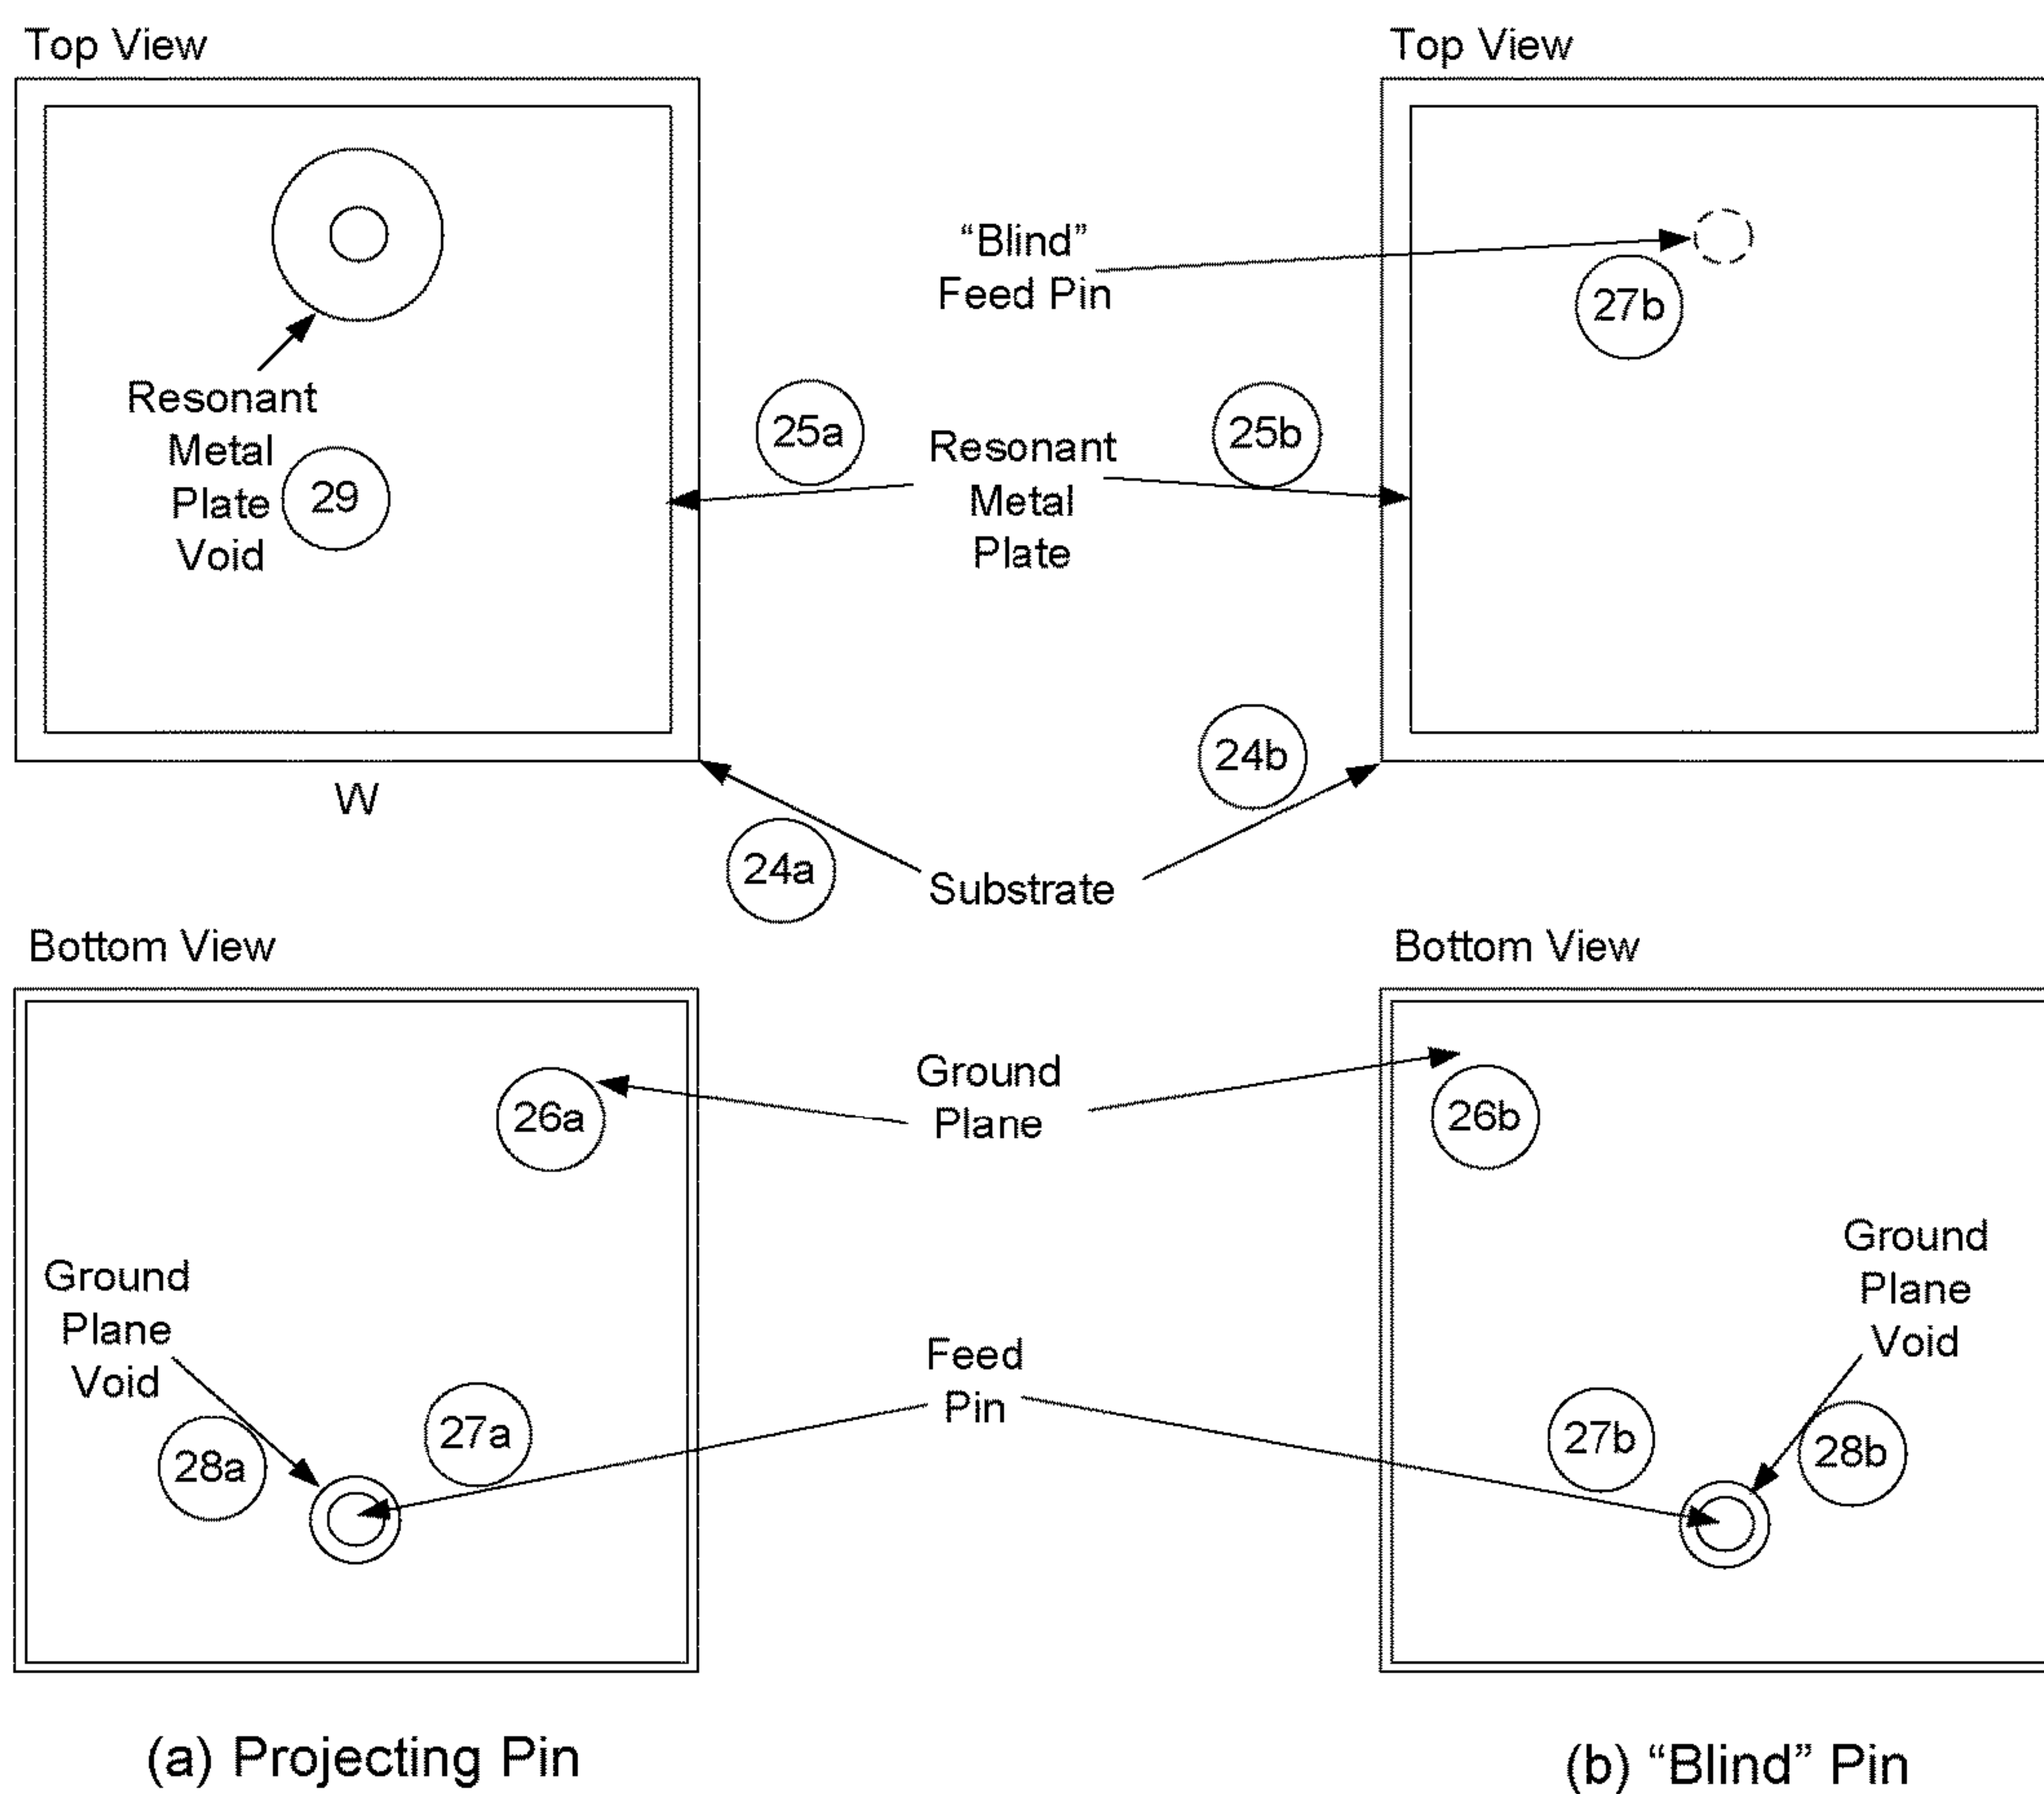 Top View
Top View
"Blind"
Feed Pin
27b
Resonant
Metal
Plate
Void
29
25a
Resonant
Metal
Plate
25b
24b
W
24a
Substrate
Bottom View
Bottom View
26a
Ground
Plane
26b
Ground
Plane
Void
28a
27a
Feed
Pin
27b
Ground
Plane
Void
28b
(a) Projecting Pin
(b) “Blind” Pin